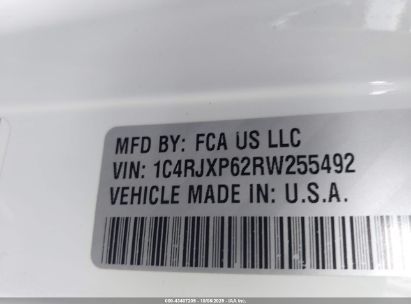 MFD BY: FCA US LLC
VIN: 1C4RJXP62RW255492
VEHICLE MADE IN: U.S.A.